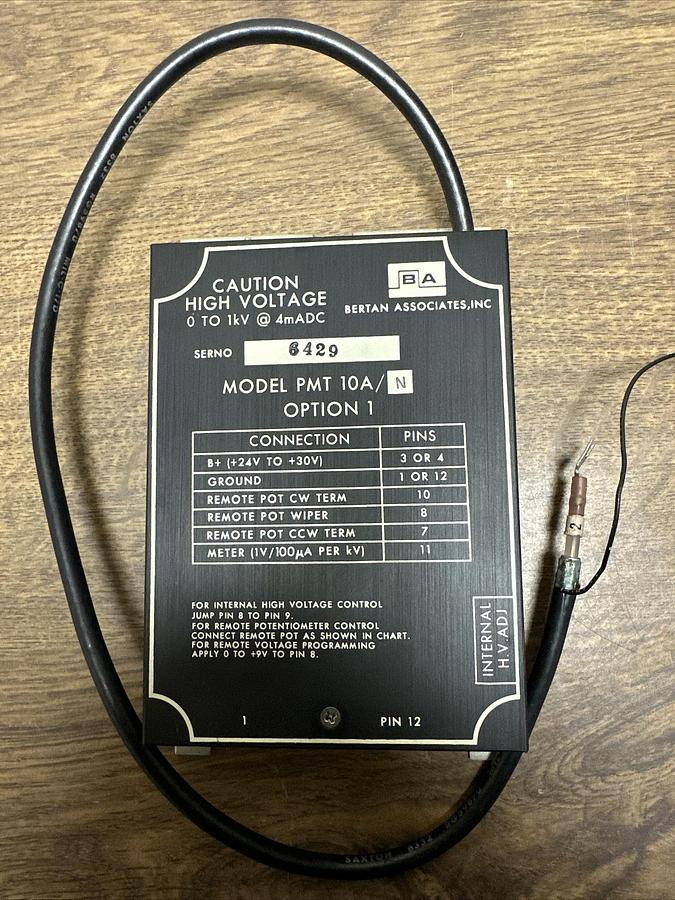 CAUTION
HIGH VOLTAGE
0 TO 1kV @ 4mADC
BA
BERTAN ASSOCIATES,INC
SERNO 6429
MODEL PMT 10A/ N
OPTION 1
CONNECTION PINS
B+ (+24V TO +30V) 3 OR 4
GROUND 1 OR 12
REMOTE POT CW TERM 10
REMOTE POT WIPER 8
REMOTE POT CCW TERM 7
METER (1V/100μA PER kV) 11
FOR INTERNAL HIGH VOLTAGE CONTROL
JUMP PIN 8 TO PIN 9.
FOR REMOTE POTENTIOMETER CONTROL
CONNECT REMOTE POT AS SHOWN IN CHART.
FOR REMOTE VOLTAGE PROGRAMMING
APPLY 0 TO +9V TO PIN 8.
INTERNAL
H.V. ADJ
1 PIN 12
2
SAXTON 8332
SAXTON 8332